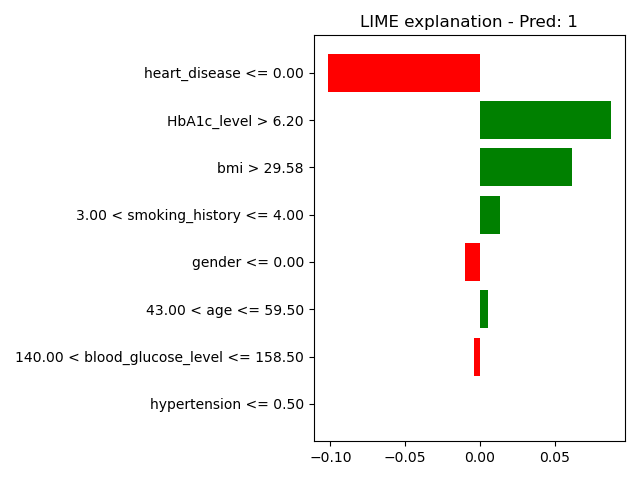 LIME explanation - Pred: 1
heart_disease <= 0.00
HbA1c_level > 6.20
bmi > 29.58
3.00 < smoking_history <= 4.00
gender <= 0.00
43.00 < age <= 59.50
140.00 < blood_glucose_level <= 158.50
hypertension <= 0.50
−0.10 −0.05 0.00 0.05